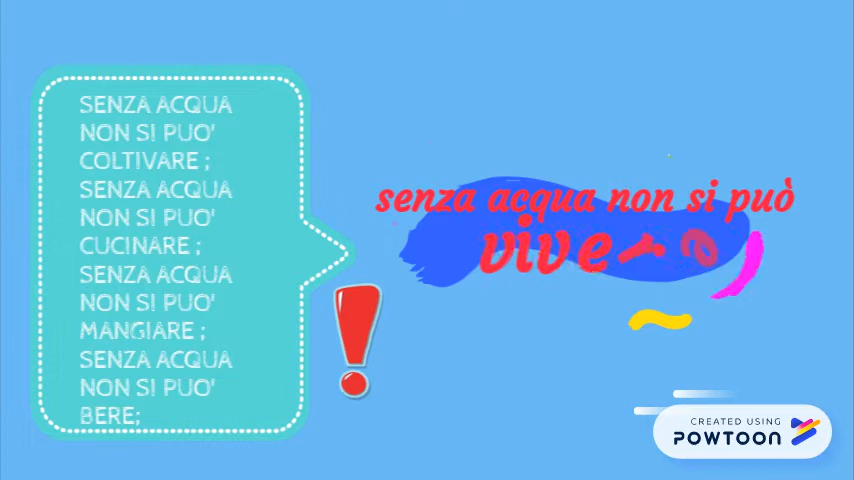 SENZA ACQUA
NON SI PUO'
COLTIVARE ;
SENZA ACQUA
NON SI PUO'
CUCINARE ;
SENZA ACQUA
NON SI PUO'
MANGIARE ;
SENZA ACQUA
NON SI PUO'
BERE;
senza acqua non si può
vivere
CREATED USING
POWTOON